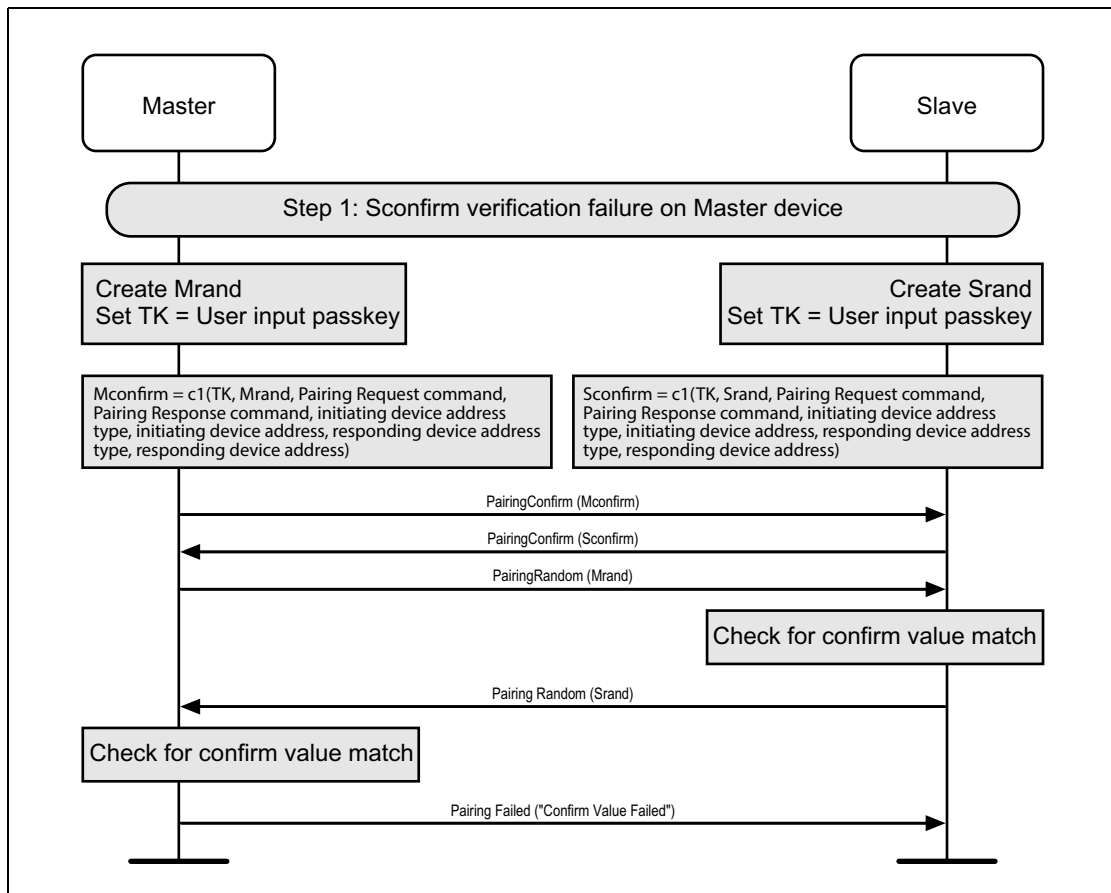 Master
Slave
Step 1: Sconfirm verification failure on Master device
Create Mrand
Set TK = User input passkey
Create Srand
Set TK = User input passkey
Mconfirm = c1(TK, Mrand, Pairing Request command,
Pairing Response command, initiating device address
type, initiating device address, responding device address
type, responding device address)
Sconfirm = c1(TK, Srand, Pairing Request command,
Pairing Response command, initiating device address
type, initiating device address, responding device address
type, responding device address)
PairingConfirm (Mconfirm)
PairingConfirm (Sconfirm)
PairingRandom (Mrand)
Check for confirm value match
Pairing Random (Srand)
Check for confirm value match
Pairing Failed ("Confirm Value Failed")